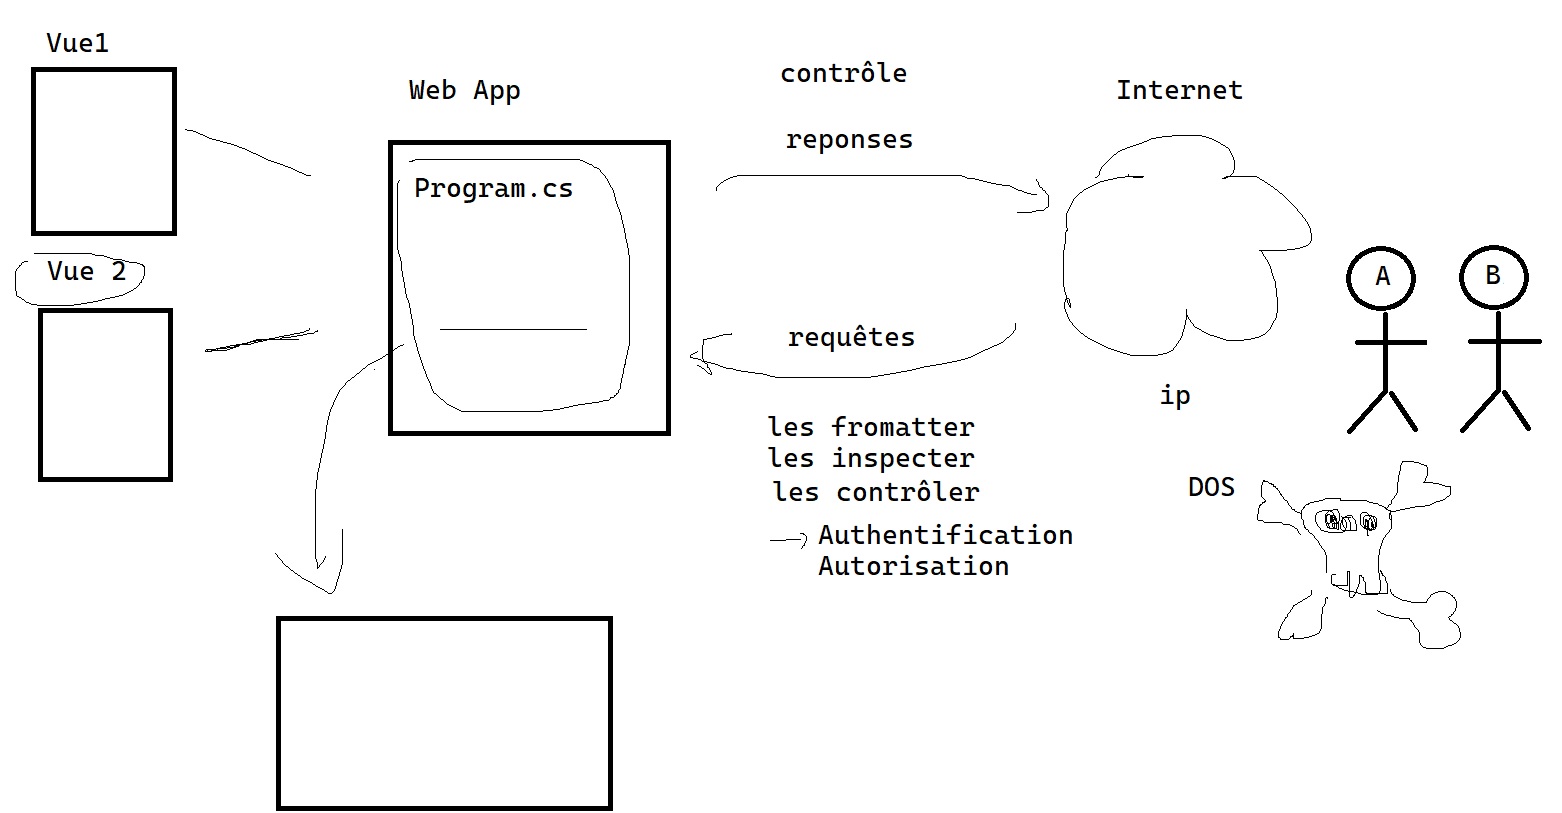 Vue1
Web App
contrôle
Internet
reponses
Program.cs
Vue 2
A
B
requêtes
ip
les fromatter
les inspecter
les contrôler
DOS
Authentification
Autorisation